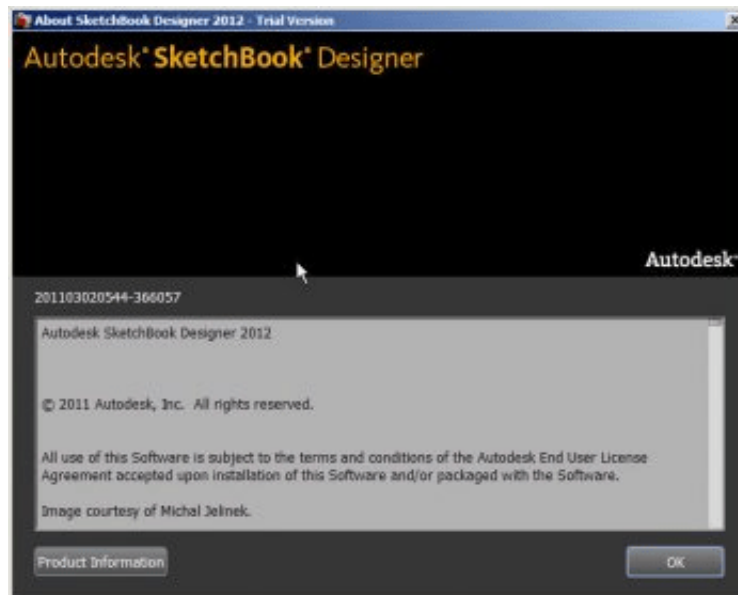 About SketchBook Designer 2012 - Trial Version
Autodesk® SketchBook® Designer
Autodesk®
201103020544-366057
Autodesk SketchBook Designer 2012
© 2011 Autodesk, Inc. All rights reserved.
All use of this Software is subject to the terms and conditions of the Autodesk End User License
Agreement accepted upon installation of this Software and/or packaged with the Software.
Image courtesy of Michal Jelinek.
Product Information
OK